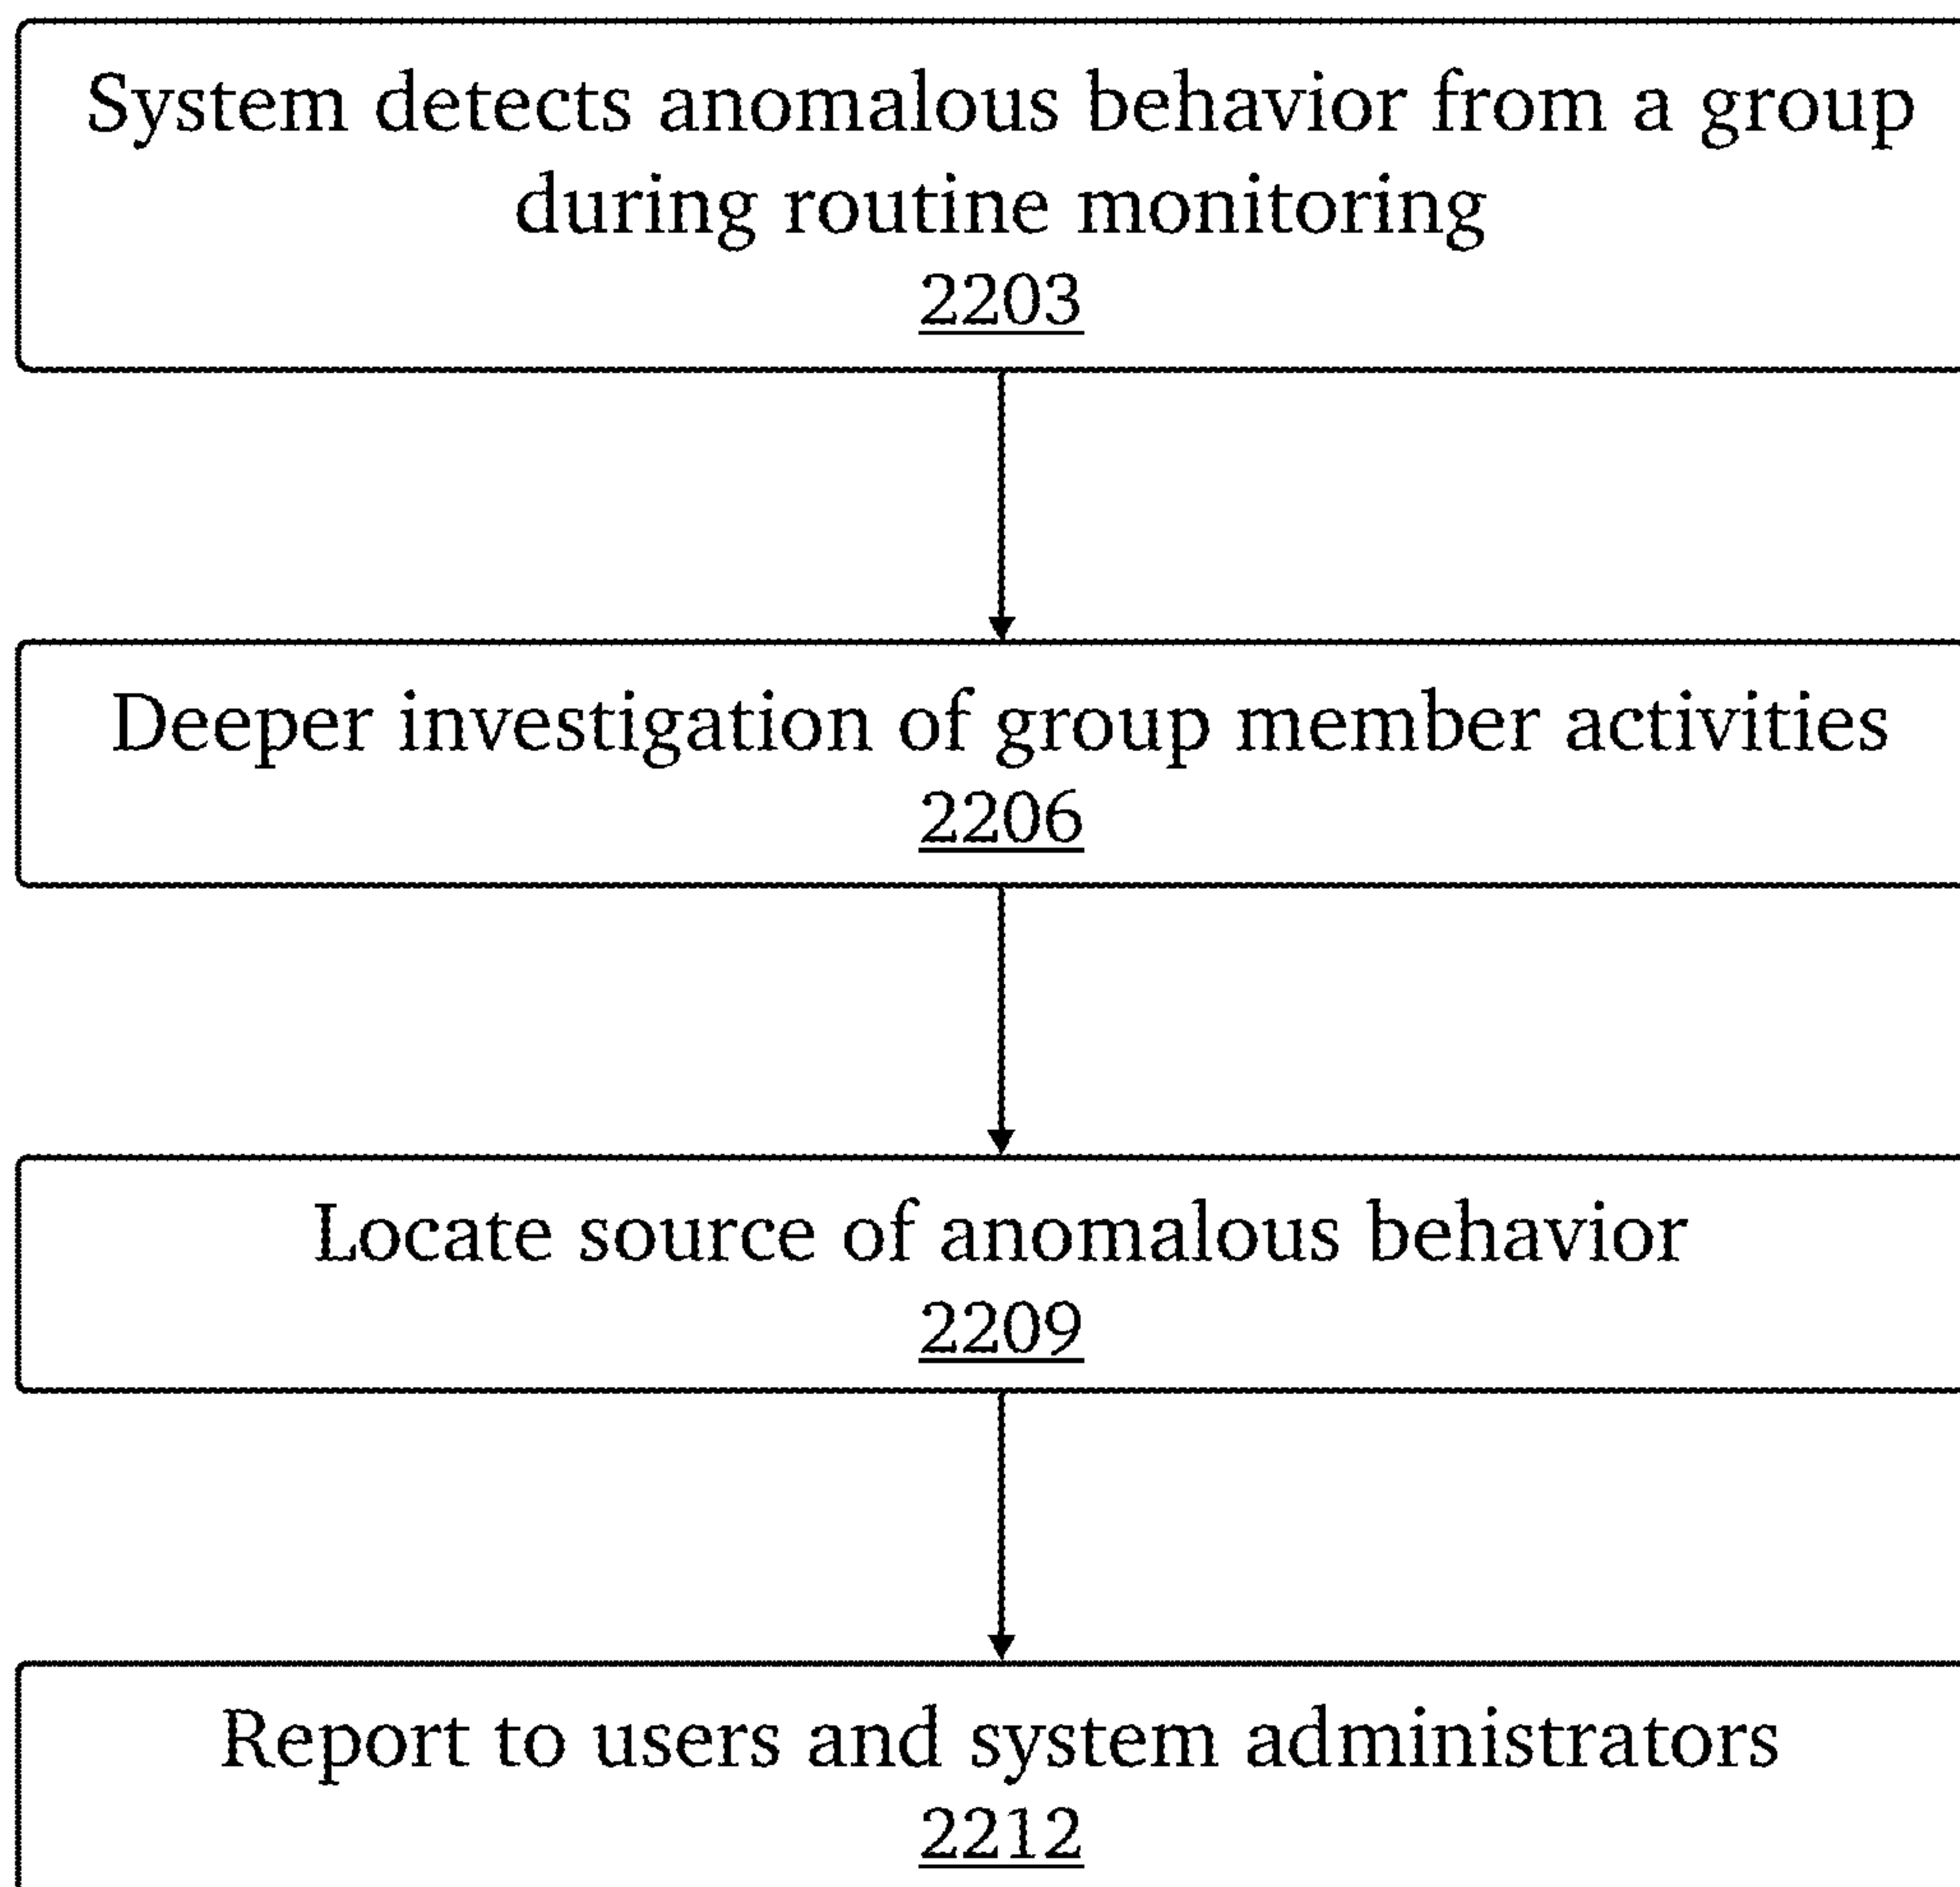 System detects anomalous behavior from a group
during routine monitoring
2203
Deeper investigation of group member activities
2206
Locate source of anomalous behavior
2209
Report to users and system administrators
2212